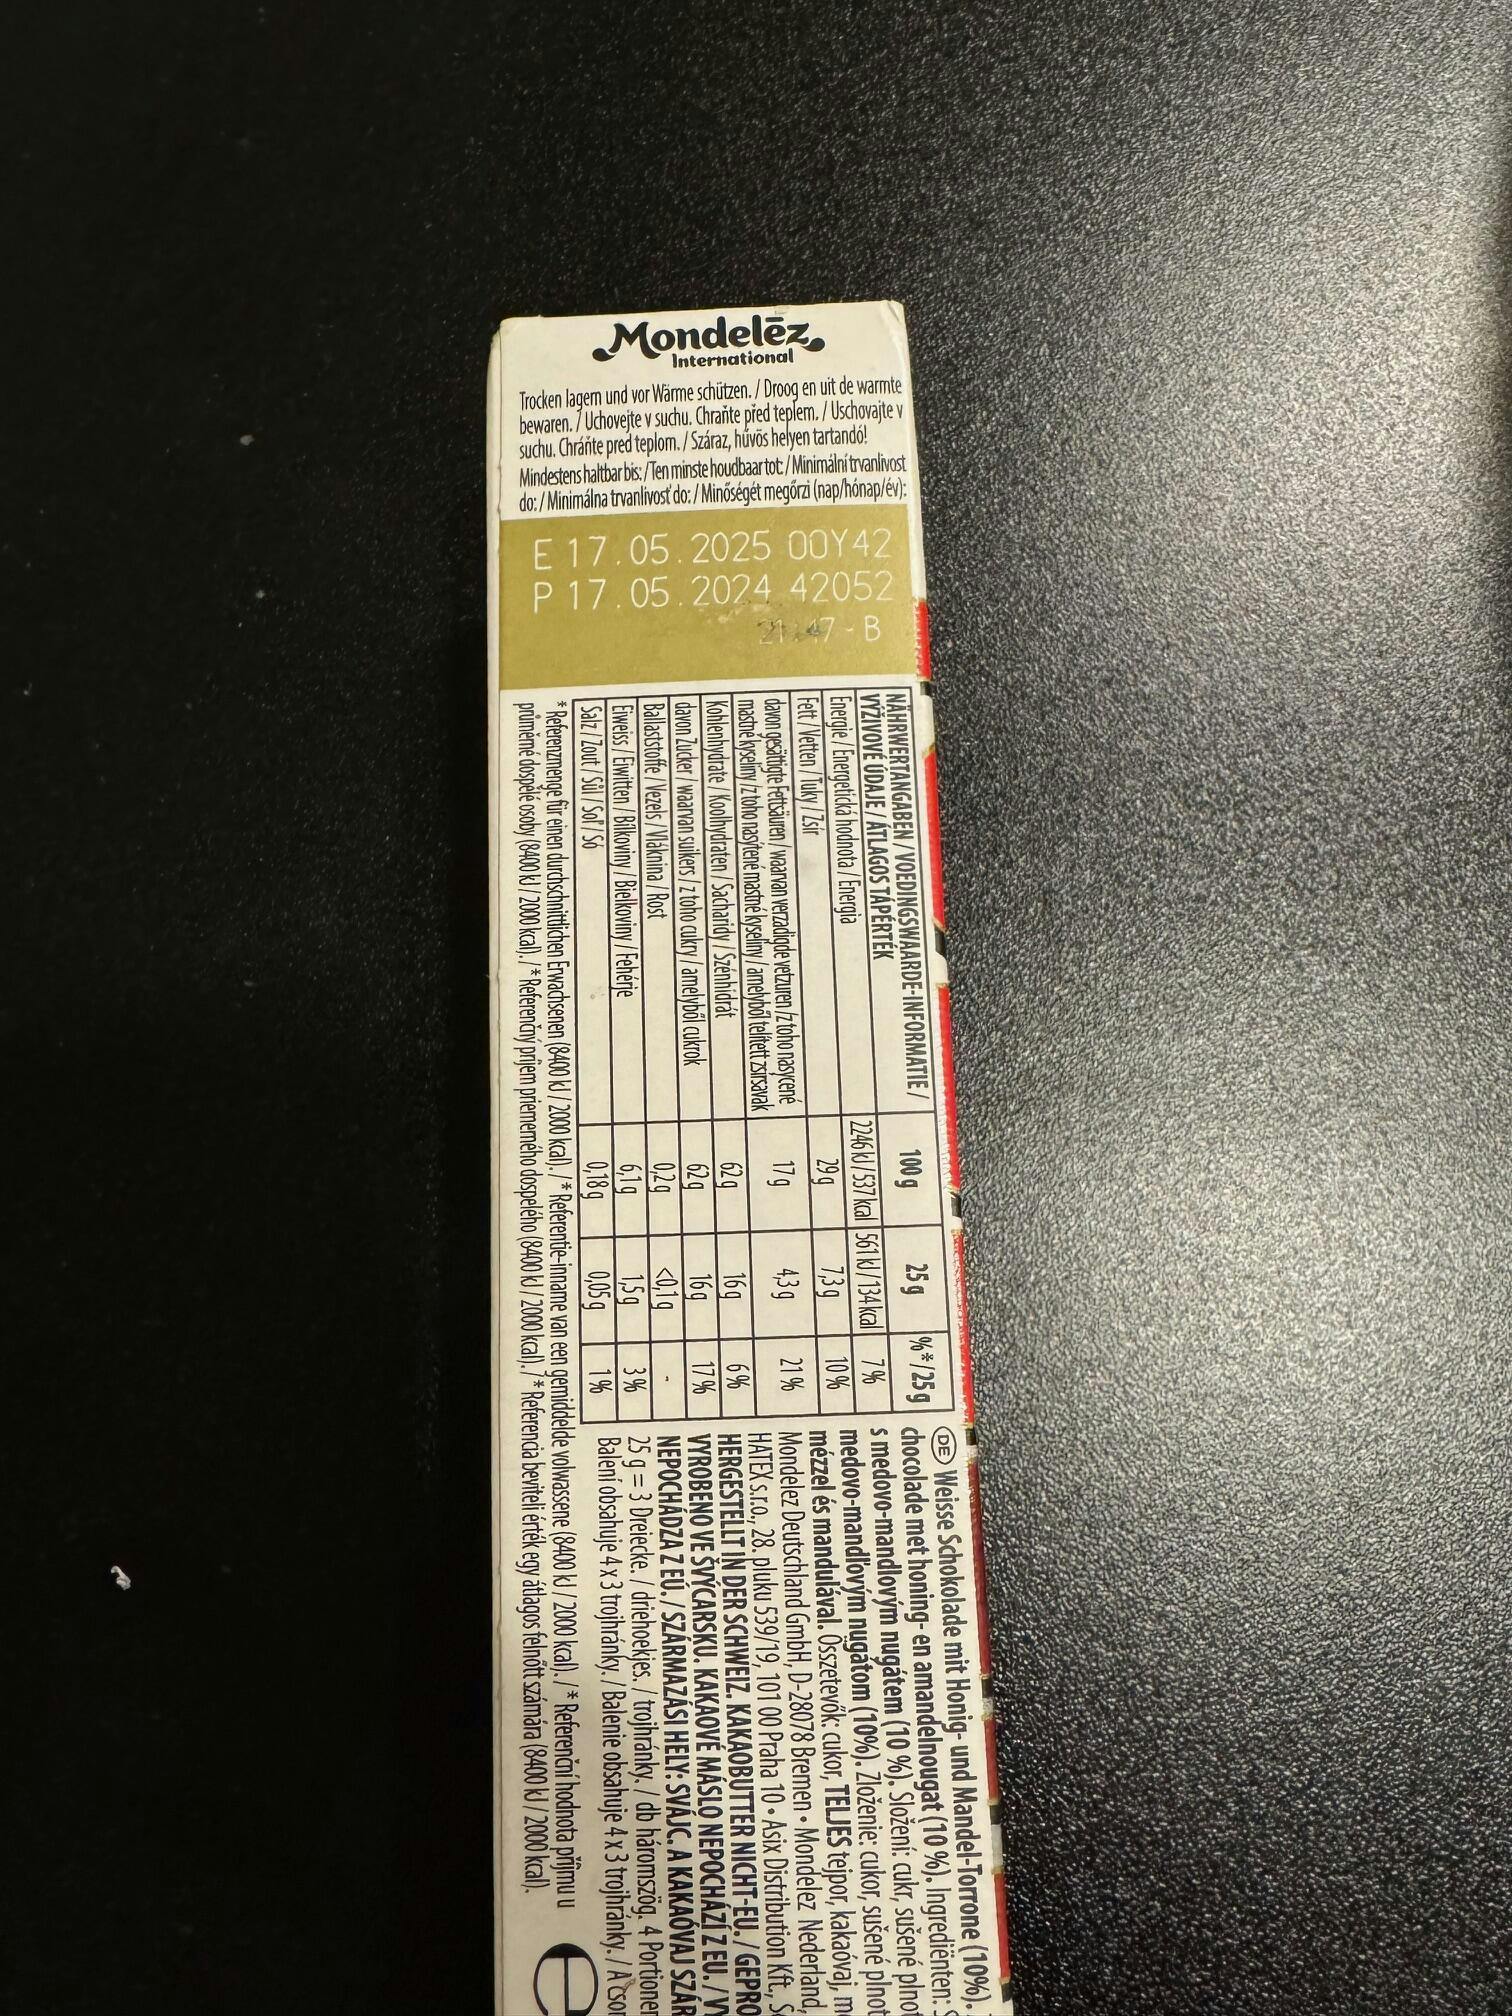 Mondelēz
International
Trocken lagern und vor Wärme schützen. / Droog en uit de warmte
bewaren. / Uchovejte v suchu. Chraňte před teplem. / Uschovajte v
suchu. Chráňte pred teplom. / Száraz, hűvös helyen tartandó!
Mindestens haltbar bis: / Ten minste houdbaar tot: / Minimální trvanlivost
do: / Minimálna trvanlivosť do: / Minőségét megőrzi (nap/hónap/év):
E 17.05.2025 00Y42
P 17.05.2024 42052
47-B
NÄHRWERTANGABEN / VOEDINGSWAARDE-INFORMATIE /
VÝŽIVOVÉ ÚDAJE / ÁTLAGOS TÁPÉRTÉK 100 g 25 g %*/25 g
Energie / Energetická hodnota / Energia 2246 kJ / 537 kcal 561 kJ / 134 kcal 7 %
Fett / Vetten / Tuky / Zsír 29 g 7,3 g 10 %
davon gesättigte Fettsäuren / waarvan verzadigde vetzuren / z toho nasycené
mastné kyseliny / z toho nasýtené mastné kyseliny / amelyből telített zsírsavak 17 g 4,3 g 21 %
Kohlenhydrate / Koolhydraten / Sacharidy / Szénhidrát 62 g 16 g 6 %
davon Zucker / waarvan suikers / z toho cukry / amelyből cukrok 62 g 16 g 17 %
Ballaststoffe / Vezels / Vláknina / Rost 0,2 g <0,1 g -
Eiweiss / Eiwitten / Bílkoviny / Bielkoviny / Fehérje 6,1 g 1,5 g 3 %
Salz / Zout / Sůl / Soľ / Só 0,18 g 0,05 g 1 %
*Referenzmenge für einen durchschnittlichen Erwachsenen (8400 kJ / 2000 kcal). / *Referentie-inname van een gemiddelde volwassene (8400 kJ / 2000 kcal). / *Referenční hodnota příjmu u
průměrné dospělé osoby (8400 kJ / 2000 kcal). / *Referenčný príjem priemerného dospelého (8400 kJ / 2000 kcal). / *Referencia beviteli érték egy átlagos felnőtt számára (8400 kJ / 2000 kcal).
DE Weisse Schokolade mit Honig- und Mandel-Torrone (10%).
chocolade met honing- en amandelnougat (10 %). Ingrediënten:
s medovo-mandlovým nugátem (10 %). Složení: cukr, sušené
medovo-mandľovým nugátom (10%). Zloženie: cukor, sušené
mézzel és mandulával. Összetevők: cukor, TELJES tejpor, kakaóvaj,
Mondelez Deutschland GmbH, D-28078 Bremen • Mondelez Nederland,
HATEX s.r.o., 28. pluku 539/19, 101 00 Praha 10 • Asix Distribution Kft.,
HERGESTELLT IN DER SCHWEIZ. KAKAOBUTTER NICHT-EU. /
VYROBENO VE ŠVÝCARSKU. KAKAOVÉ MÁSLO NEPOCHÁZÍ Z EU. /
NEPOCHÁDZA Z EÚ. / SZÁRMAZÁSI HELY: SVÁJC. A KAKAÓVAJ
25 g = 3 Dreiecke. / driehoekjes. / trojhránky. / db háromszög. 4 Portionen
Balení obsahuje 4 x 3 trojhránky. / Balenie obsahuje 4 x 3 trojhránky. / A
e